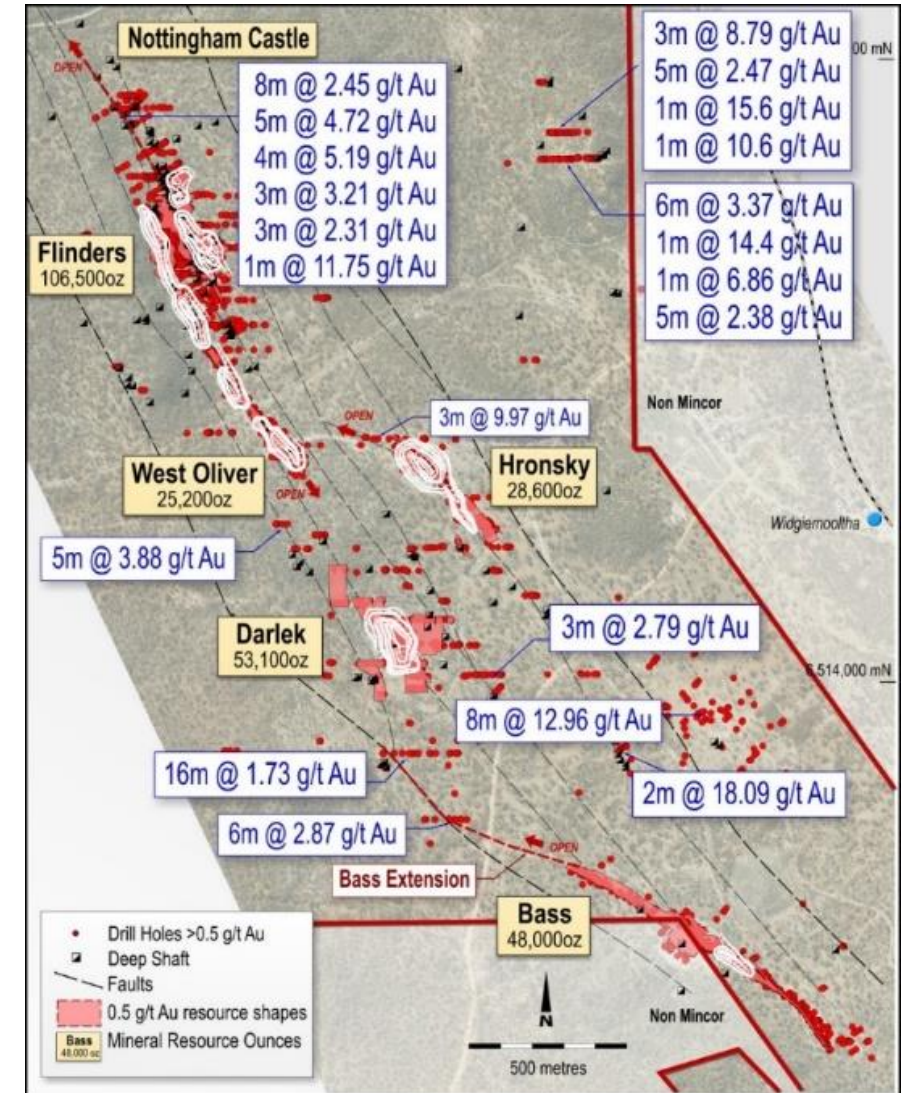 Nottingham Castle
OPEN
8m @ 2.45 g/t Au
5m @ 4.72 g/t Au
4m @ 5.19 g/t Au
3m @ 3.21 g/t Au
3m @ 2.31 g/t Au
1m @ 11.75 g/t Au
3m @ 8.79 g/t Au
5m @ 2.47 g/t Au
1m @ 15.6 g/t Au
1m @ 10.6 g/t Au
00 mN
6m @ 3.37 g/t Au
1m @ 14.4 g/t Au
1m @ 6.86 g/t Au
5m @ 2.38 g/t Au
Flinders
106,500oz
Non Mincor
OPEN
3m @ 9.97 g/t Au
West Oliver
25,200oz
OPEN
Hronsky
28,600oz
Widgiemooltha
5m @ 3.88 g/t Au
Darlek
53,100oz
3m @ 2.79 g/t Au
6,514,000 mN
8m @ 12.96 g/t Au
16m @ 1.73 g/t Au
2m @ 18.09 g/t Au
6m @ 2.87 g/t Au
OPEN
Bass Extension
Bass
48,000oz
Drill Holes >0.5 g/t Au
Deep Shaft
Faults
0.5 g/t Au resource shapes
Bass
48,000 oz
Mineral Resource Ounces
N
500 metres
Non Mincor